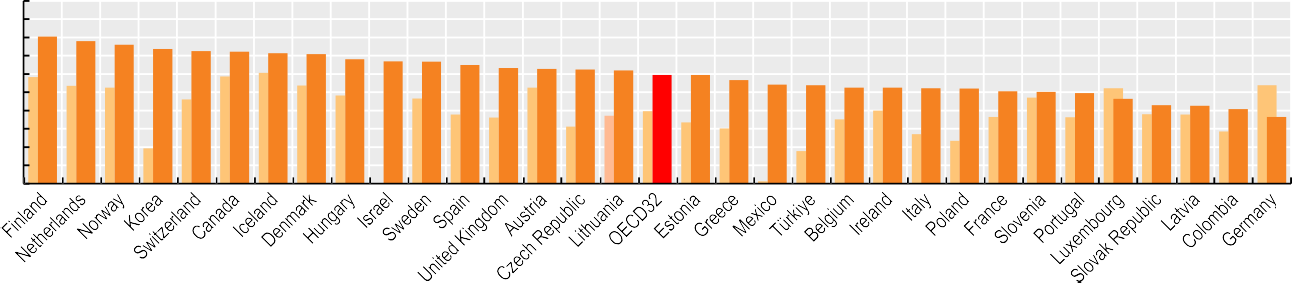 Finland
Netherlands
Norway
Korea
Switzerland
Canada
Iceland
Denmark
Hungary
Israel
Sweden
Spain
United Kingdom
Austria
Czech Republic
Lithuania
OECD32
Estonia
Greece
Mexico
Türkiye
Belgium
Ireland
Italy
Poland
France
Slovenia
Portugal
Luxembourg
Slovak Republic
Latvia
Colombia
Germany